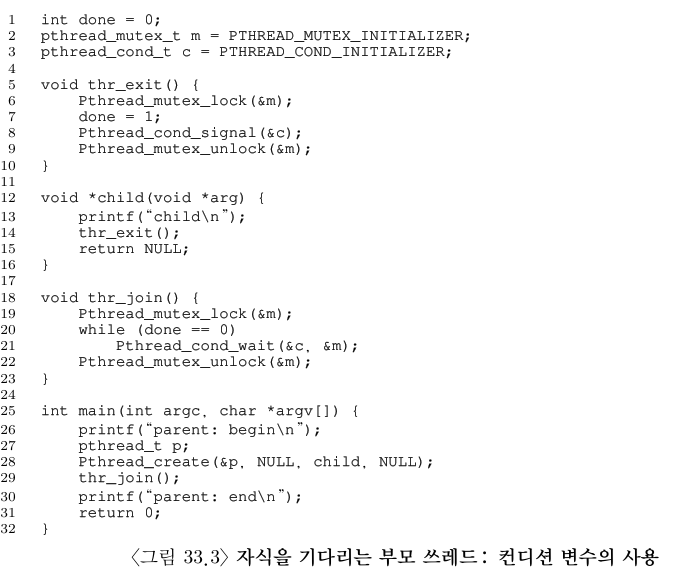 1 int done = 0;
2 pthread_mutex_t m = PTHREAD_MUTEX_INITIALIZER;
3 pthread_cond_t c = PTHREAD_COND_INITIALIZER;
4
5 void thr_exit() {
6 Pthread_mutex_lock(&m);
7 done = 1;
8 Pthread_cond_signal(&c);
9 Pthread_mutex_unlock(&m);
10 }
11
12 void *child(void *arg) {
13 printf(“child\n”);
14 thr_exit();
15 return NULL;
16 }
17
18 void thr_join() {
19 Pthread_mutex_lock(&m);
20 while (done == 0)
21 Pthread_cond_wait(&c, &m);
22 Pthread_mutex_unlock(&m);
23 }
24
25 int main(int argc, char *argv[]) {
26 printf(“parent: begin\n”);
27 pthread_t p;
28 Pthread_create(&p, NULL, child, NULL);
29 thr_join();
30 printf(“parent: end\n”);
31 return 0;
32 }
〈그림 33.3〉 자식을 기다리는 부모 쓰레드: 컨디션 변수의 사용